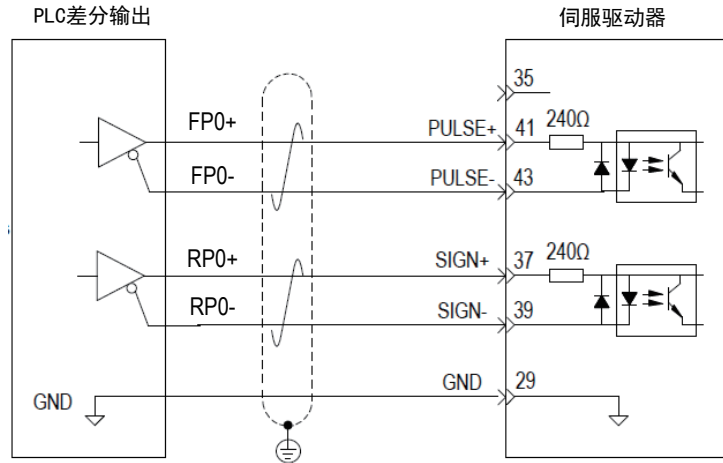 PLC差分输出
伺服驱动器
35
FP0+
PULSE+
41
240Ω
FP0-
PULSE-
43
RP0+
SIGN+
37
240Ω
RP0-
SIGN-
39
GND
GND
29